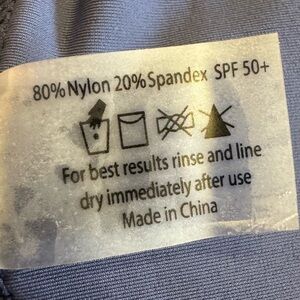 80% Nylon 20% Spandex SPF 50+
For best results rinse and line
dry immediately after use
Made in China